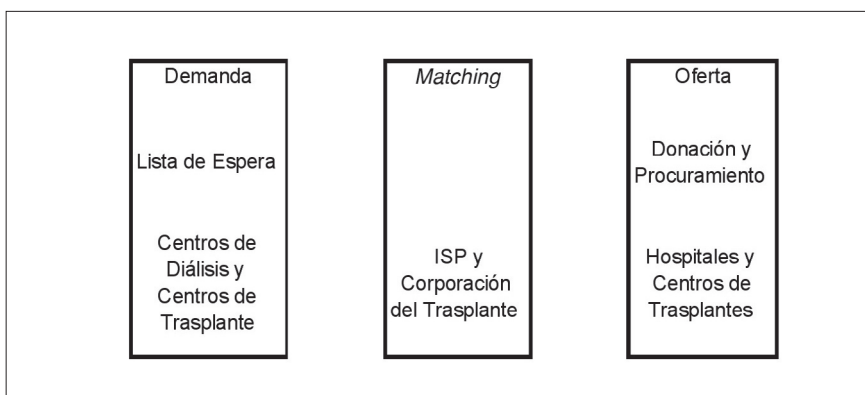 Demanda
Lista de Espera
Centros de
Diálisis y
Centros de
Trasplante
Matching
ISP y
Corporación
del Trasplante
Oferta
Donación y
Procuramiento
Hospitales y
Centros de
Trasplantes